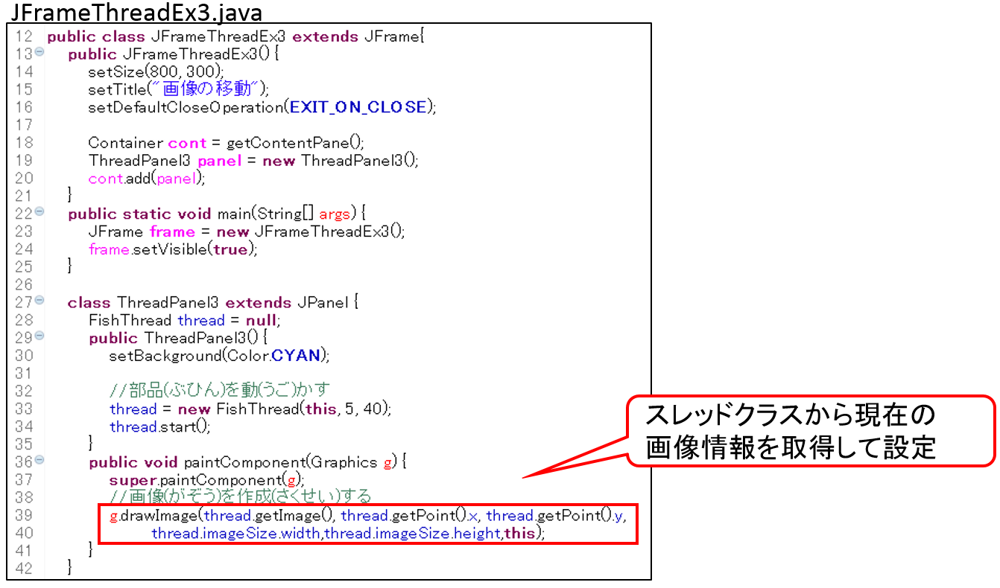 JFrameThreadEx3.java
12 public class JFrameThreadEx3 extends JFrame{
13 public JFrameThreadEx3() {
14 setSize(800, 300);
15 setTitle("画像の移動");
16 setDefaultCloseOperation(EXIT_ON_CLOSE);
17
18 Container cont = getContentPane();
19 ThreadPanel3 panel = new ThreadPanel3();
20 cont.add(panel);
21 }
22 public static void main(String[] args) {
23 JFrame frame = new JFrameThreadEx3();
24 frame.setVisible(true);
25 }
26
27 class ThreadPanel3 extends JPanel {
28 FishThread thread = null;
29 public ThreadPanel3() {
30 setBackground(Color.CYAN);
31
32 //部品(ぶひん)を動(うご)かす
33 thread = new FishThread(this, 5, 40);
34 thread.start();
35 }
36 public void paintComponent(Graphics g) {
37 super.paintComponent(g);
38 //画像(がぞう)を作成(さくせい)する
39 g.drawImage(thread.getImage(), thread.getPoint().x, thread.getPoint().y,
40 thread.imageSize.width,thread.imageSize.height,this);
41 }
42 }
スレッドクラスから現在の
画像情報を取得して設定